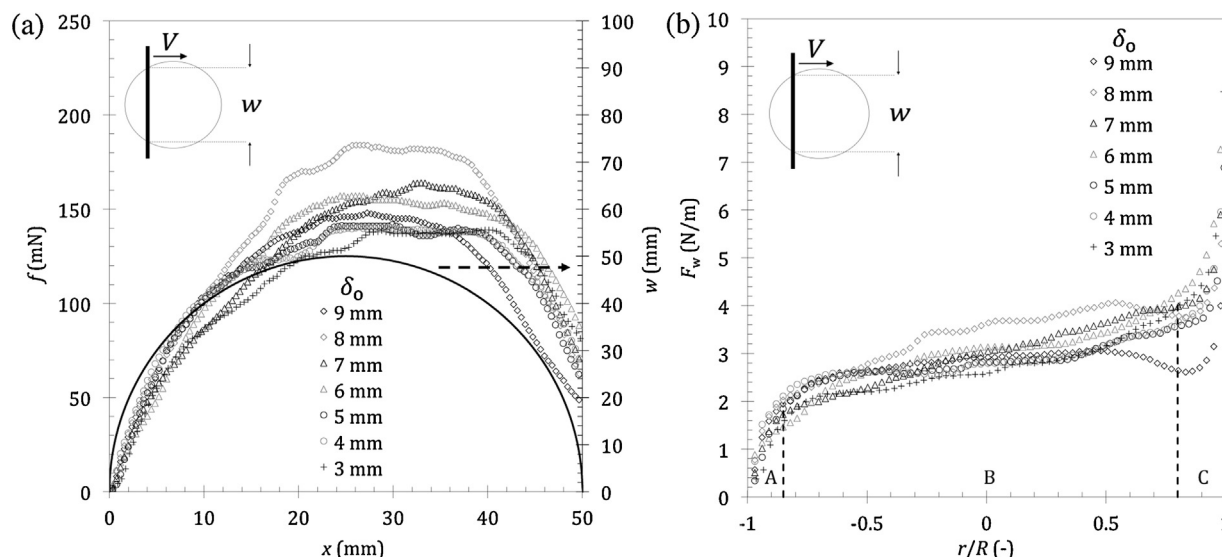 (a)
250
200
150
100
50
0
f (mN)
0 10 20 30 40 50
x (mm)
100
90
80
70
60
50
40
30
20
10
0
w (mm)
V
w
δo
9 mm
8 mm
7 mm
6 mm
5 mm
4 mm
3 mm
(b)
10
9
8
7
6
5
4
3
2
1
0
Fw (N/m)
-1 -0.5 0 0.5
r/R (-)
V
w
δo
9 mm
8 mm
7 mm
6 mm
5 mm
4 mm
3 mm
A B C